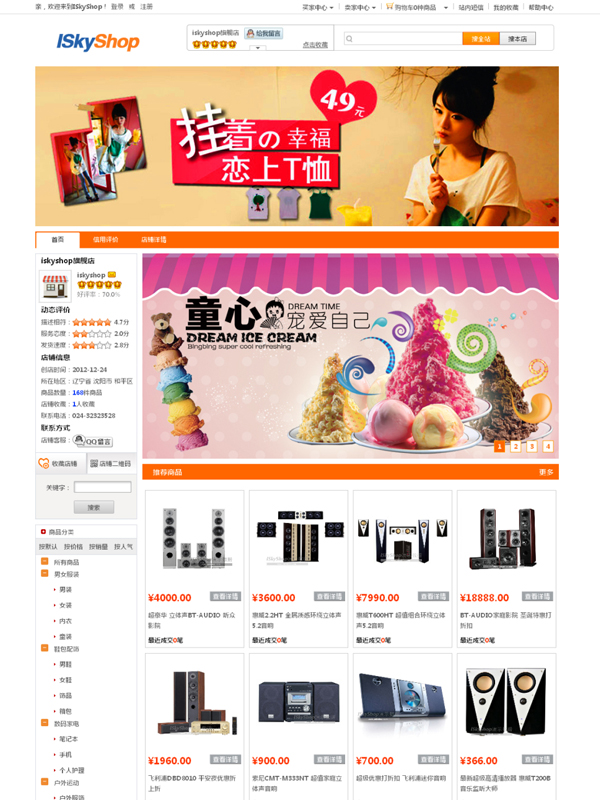 亲，欢迎来到ISkyShop！ 登录 或 注册
买家中心 卖家中心 购物车0件商品 站内短信 我的收藏 帮助中心
ISkyShop
iskyshop旗舰店 给我留言
点击收藏
搜全站 搜本店
49元
挂着の幸福
恋上T恤
首页 信用评价 店铺详情
iskyshop旗舰店
iskyshop
好评率：70.0%
动态评价
描述相符： 4.7分
服务态度： 2.0分
发货速度： 2.8分
店铺信息
创店时间：2012-12-24
所在地区：辽宁省 沈阳市 和平区
商品数量：168件商品
店铺收藏：1人收藏
联系电话：024-32323528
联系方式
店铺客服： QQ留言
收藏店铺 店铺二维码
关键字：
搜索
童心 DREAM TIME
宠爱自己
DREAM ICE CREAM
Bingbing super cool refreshing
1 2 3 4
推荐商品 更多
¥4000.00 查看详情
¥3600.00 查看详情
¥7990.00 查看详情
¥18888.00 查看详情
超豪华 立体声BT-AUDIO 听众影院
惠威2.2HT 全韩沐感环绕立体声5.2音响
惠威T600HT 超值组合环绕立体声5.2音响
BT-AUDIO家庭影院 圣诞特惠打折扣
最近成交0笔
最近成交0笔
最近成交0笔
最近成交0笔
商品分类
按默认 按价格 按销量 按人气
所有商品
男女服装
男装
女装
内衣
童装
鞋包配饰
男鞋
女鞋
饰品
箱包
数码家电
笔记本
手机
个人护理
户外运动
户外服饰
¥1960.00 查看详情
¥900.00 查看详情
¥700.00 查看详情
¥366.00 查看详情
飞利浦DBD8010 平安夜优惠折上折
索尼CMT-M333NT 超值家庭立体声音响
超级优惠打折扣 飞利浦迷你音响
最新超级高清播放器 惠威T200B音乐监听大师